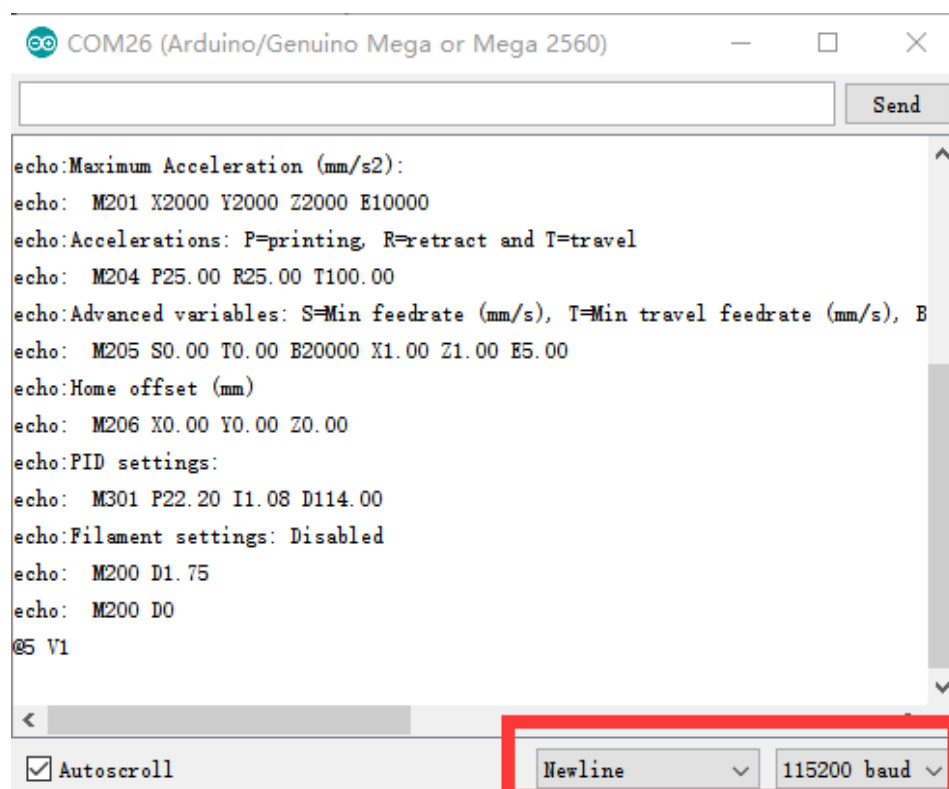 COM26 (Arduino/Genuino Mega or Mega 2560)
Send
echo:Maximum Acceleration (mm/s2):
echo:  M201 X2000 Y2000 Z2000 E10000
echo:Accelerations: P=printing, R=retract and T=travel
echo:  M204 P25.00 R25.00 T100.00
echo:Advanced variables: S=Min feedrate (mm/s), T=Min travel feedrate (mm/s), B
echo:  M205 S0.00 T0.00 B20000 X1.00 Z1.00 E5.00
echo:Home offset (mm)
echo:  M206 X0.00 Y0.00 Z0.00
echo:PID settings:
echo:  M301 P22.20 I1.08 D114.00
echo:Filament settings: Disabled
echo:  M200 D1.75
echo:  M200 D0
@5 V1
Autoscroll Newline 115200 baud